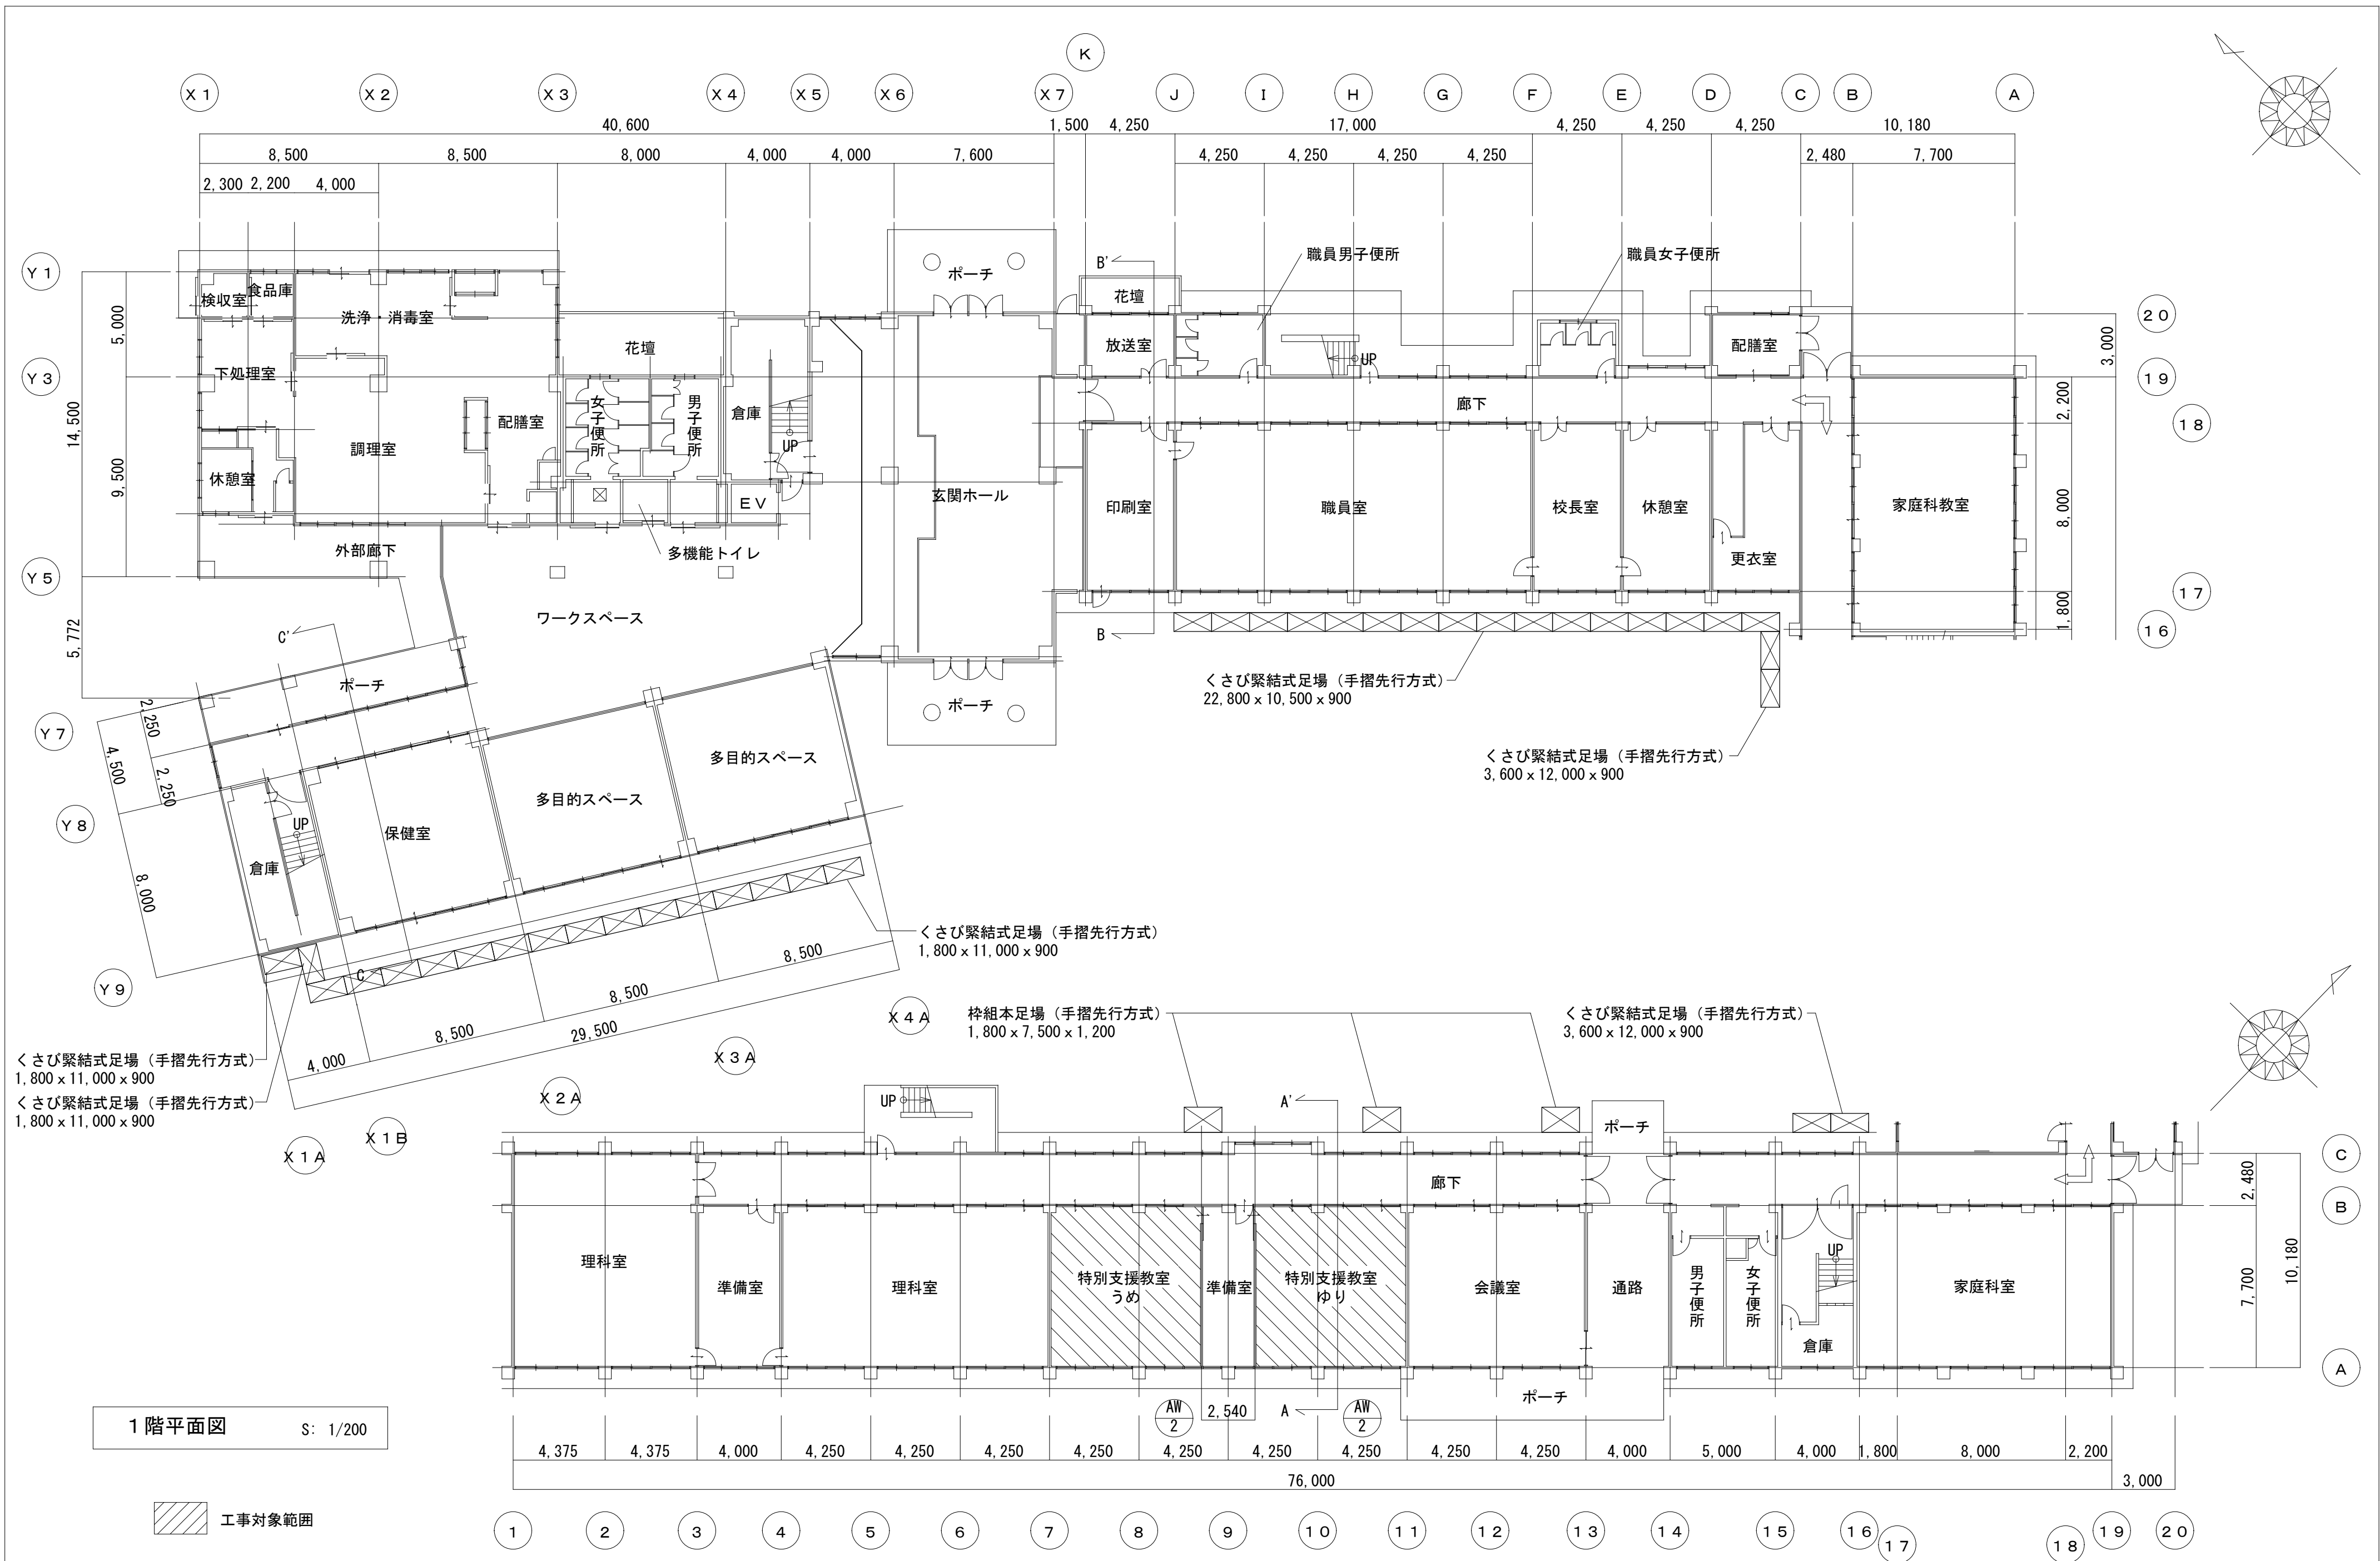 K
X1 X2 X3 X4 X5 X6 X7 J I H G F E D C B A
40,600 1,500 4,250 17,000 4,250 4,250 4,250 10,180
8,500 8,500 8,000 4,000 4,000 7,600 4,250 4,250 4,250 4,250 2,480 7,700
2,300 2,200 4,000
Y1
Y3
Y5
Y7
Y8
Y9
5,000
14,500
9,500
5,772
検収室
食品庫
洗浄・消毒室
下処理室
休憩室
調理室
配膳室
花壇
女子便所
男子便所
倉庫
UP
EV
多機能トイレ
外部廊下
ワークスペース
ポーチ
玄関ホール
ポーチ
B'
花壇
放送室
職員男子便所
UP
職員女子便所
配膳室
廊下
印刷室
職員室
校長室
休憩室
更衣室
家庭科教室
B
20
19
18
17
16
3,000
2,200
8,000
1,800
くさび緊結式足場（手摺先行方式）
22,800 x 10,500 x 900
くさび緊結式足場（手摺先行方式）
3,600 x 12,000 x 900
C'
ポーチ
2,250
4,500
2,250
8,000
倉庫
UP
保健室
多目的スペース
多目的スペース
C
くさび緊結式足場（手摺先行方式）
1,800 x 11,000 x 900
8,500
8,500
8,500
29,500
4,000
くさび緊結式足場（手摺先行方式）
1,800 x 11,000 x 900
くさび緊結式足場（手摺先行方式）
1,800 x 11,000 x 900
X1A
X1B
X2A
X3A
X4A
枠組本足場（手摺先行方式）
1,800 x 7,500 x 1,200
くさび緊結式足場（手摺先行方式）
3,600 x 12,000 x 900
UP
A'
ポーチ
廊下
理科室
準備室
理科室
特別支援教室
うめ
準備室
特別支援教室
ゆり
会議室
通路
男子便所
女子便所
UP
倉庫
家庭科室
C
B
A
2,480
7,700
10,180
ポーチ
AW
2
2,540
A
AW
2
4,375 4,375 4,000 4,250 4,250 4,250 4,250 4,250 4,250 4,250 4,250 4,250 4,000 5,000 4,000 1,800 8,000 2,200
76,000 3,000
1 2 3 4 5 6 7 8 9 10 11 12 13 14 15 16 17 18 19 20
1階平面図 S: 1/200
工事対象範囲